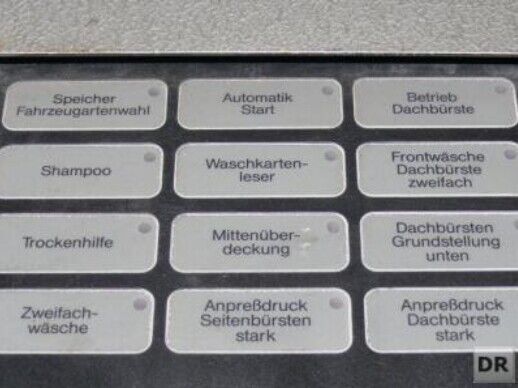 Speicher
Fahrzeugartenwahl
Automatik
Start
Betrieb
Dachbürste
Shampoo
Waschkarten-
leser
Frontwäsche
Dachbürste
zweifach
Trockenhilfe
Mittenüber-
deckung
Dachbürsten
Grundstellung
unten
Zweifach-
wäsche
Anpreßdruck
Seitenbürsten
stark
Anpreßdruck
Dachbürste
stark
DR